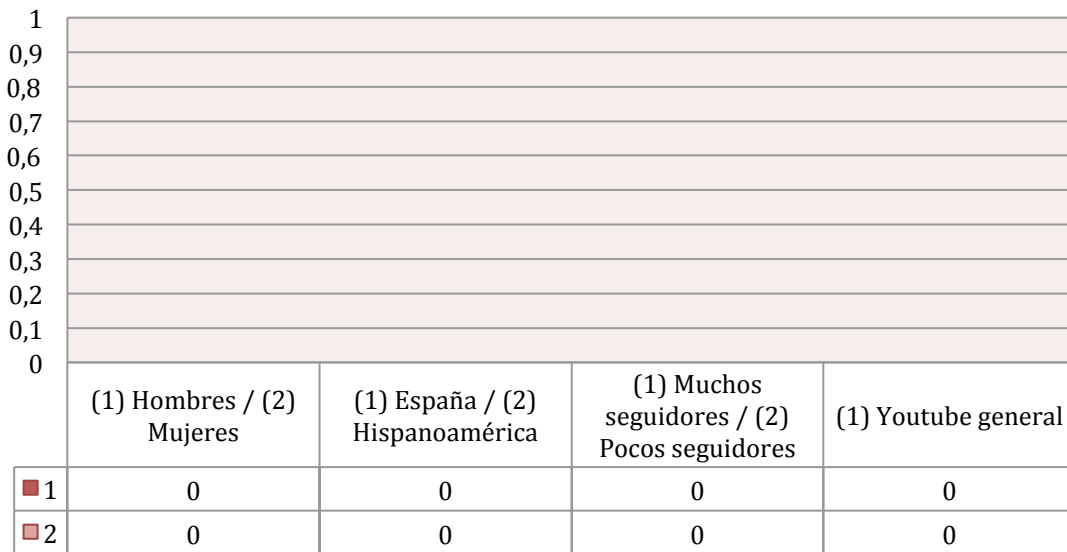 1
0,9
0,8
0,7
0,6
0,5
0,4
0,3
0,2
0,1
0
(1) Hombres / (2)
Mujeres
(1) España / (2)
Hispanoamérica
(1) Muchos
seguidores / (2)
Pocos seguidores
(1) Youtube general
1 0 0 0 0
2 0 0 0 0